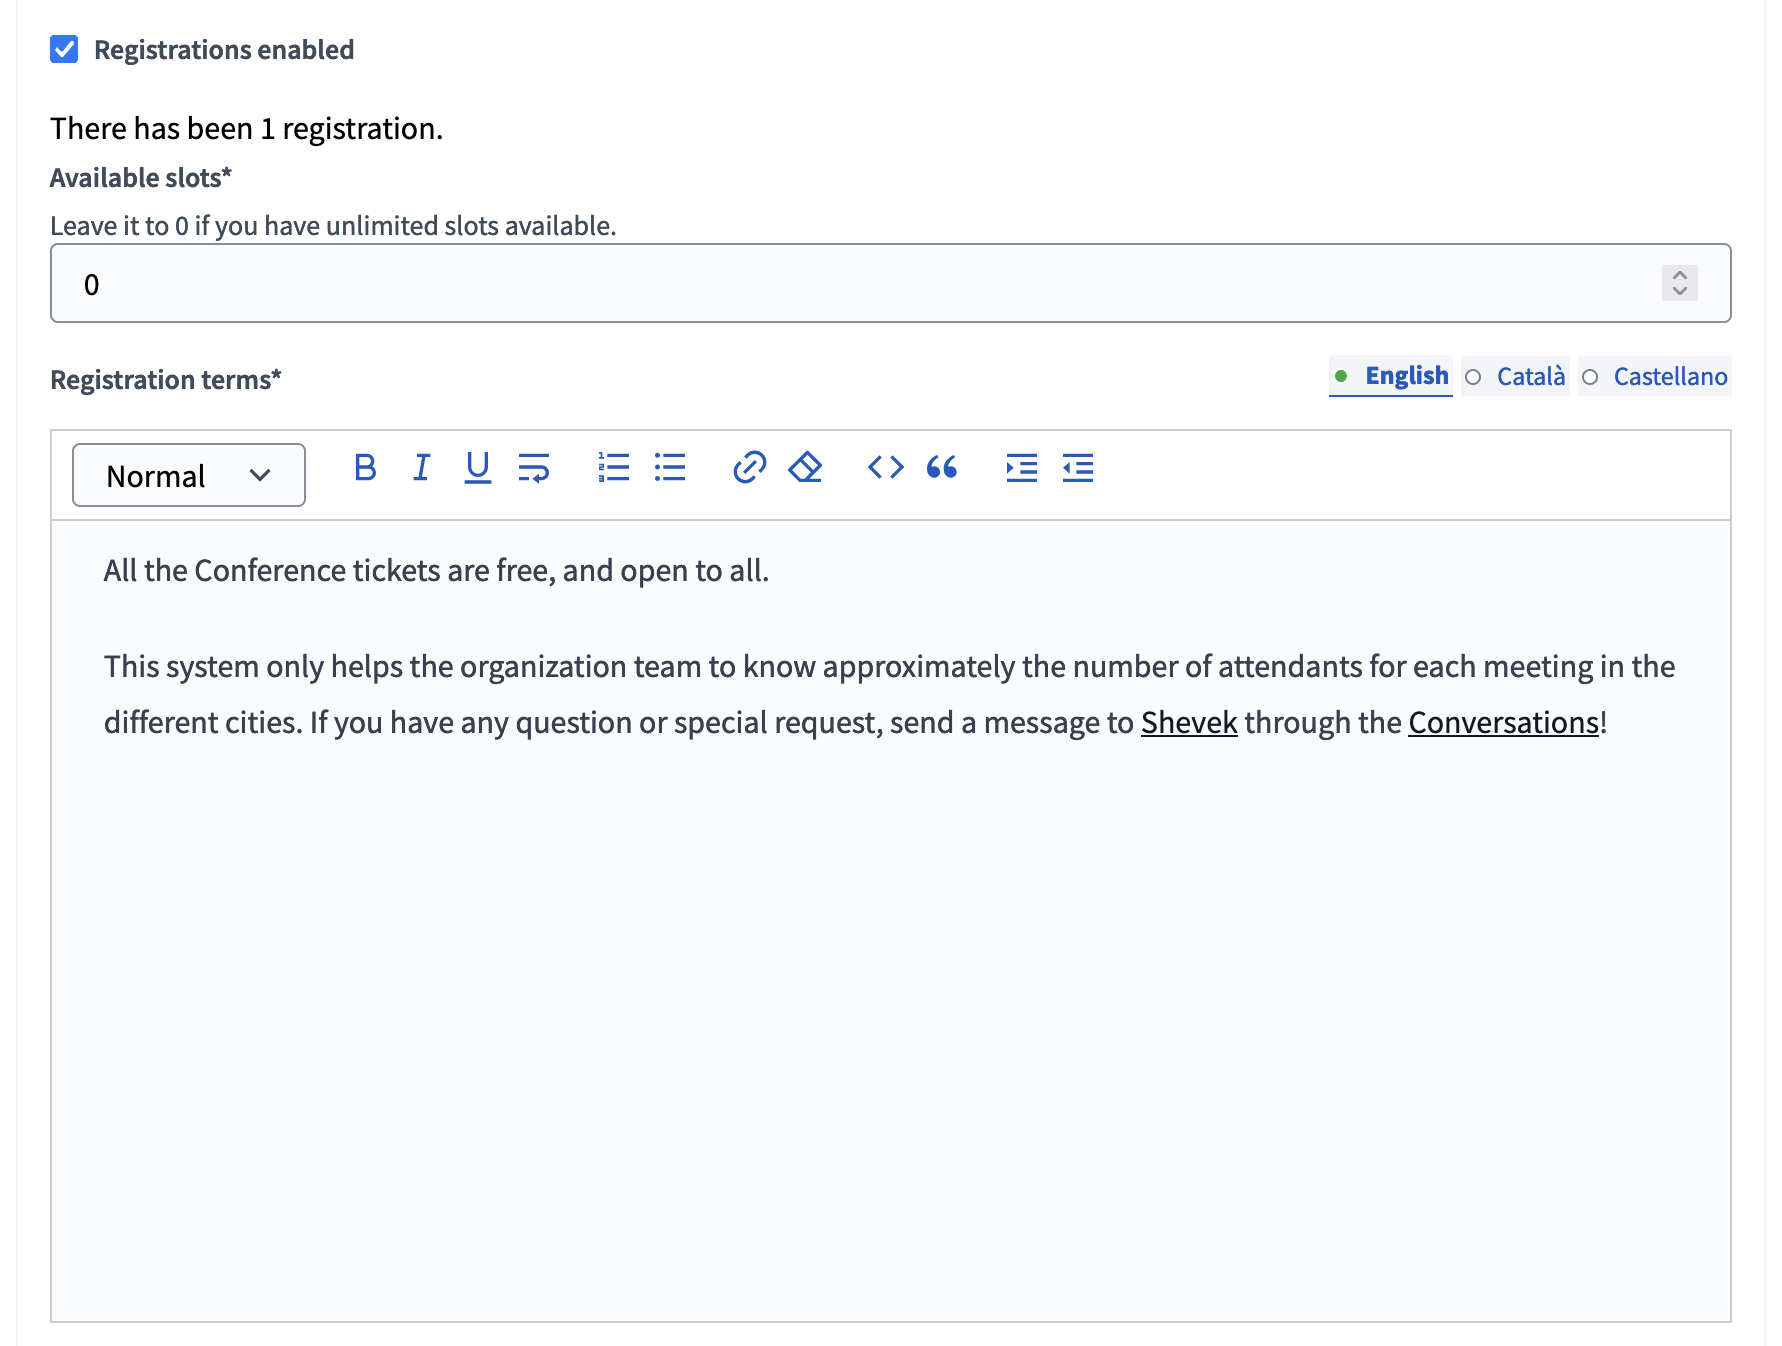 Registrations enabled
There has been 1 registration.
Available slots*
Leave it to 0 if you have unlimited slots available.
0
Registration terms*
English Català Castellano
Normal
All the Conference tickets are free, and open to all.
This system only helps the organization team to know approximately the number of attendants for each meeting in the
different cities. If you have any question or special request, send a message to Shevek through the Conversations!